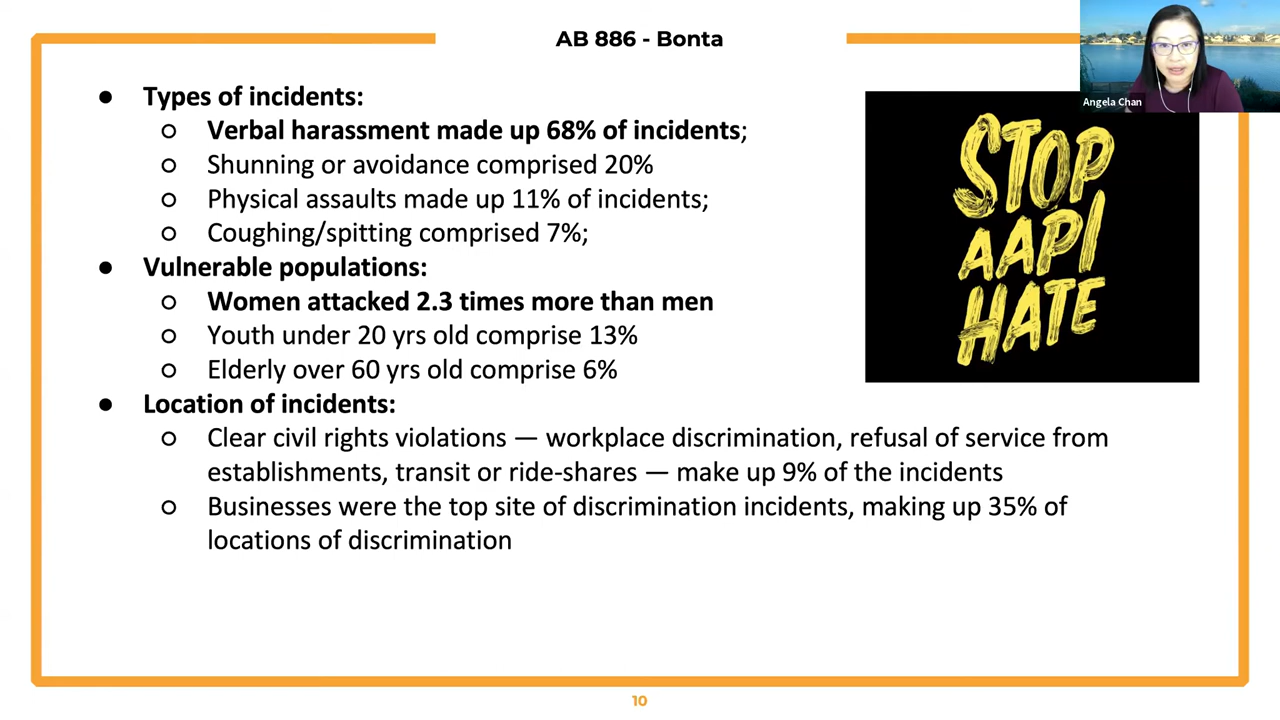 AB 886 - Bonta
Angela Chan
● Types of incidents:
○ Verbal harassment made up 68% of incidents;
○ Shunning or avoidance comprised 20%
○ Physical assaults made up 11% of incidents;
○ Coughing/spitting comprised 7%;
● Vulnerable populations:
○ Women attacked 2.3 times more than men
○ Youth under 20 yrs old comprise 13%
○ Elderly over 60 yrs old comprise 6%
● Location of incidents:
○ Clear civil rights violations — workplace discrimination, refusal of service from
establishments, transit or ride-shares — make up 9% of the incidents
○ Businesses were the top site of discrimination incidents, making up 35% of
locations of discrimination
STOP
AAPI
HATE
10